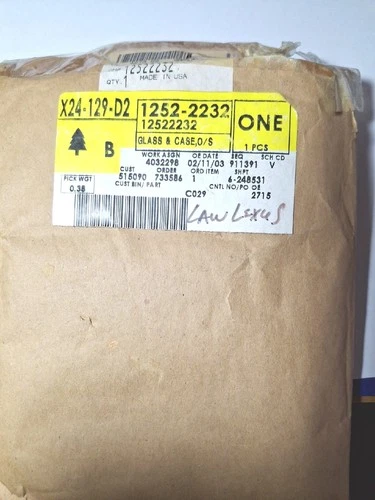 12522232
QTY. 1 MADE IN USA
X24-129-D2
1252-2232
12522232
ONE
B
GLASS & CASE,O/S
1 PCS
WORK ASGN OR DATE SEQ SCH CD
4032298 02/11/03 911391 V
CUST ORDER ORD ITEM SHPT
515090 733586 1 6-248531
PICK WGT CUST BIN/ PART CNTL NO/PO OR
0.38 C029 2715
LAW LEXUS